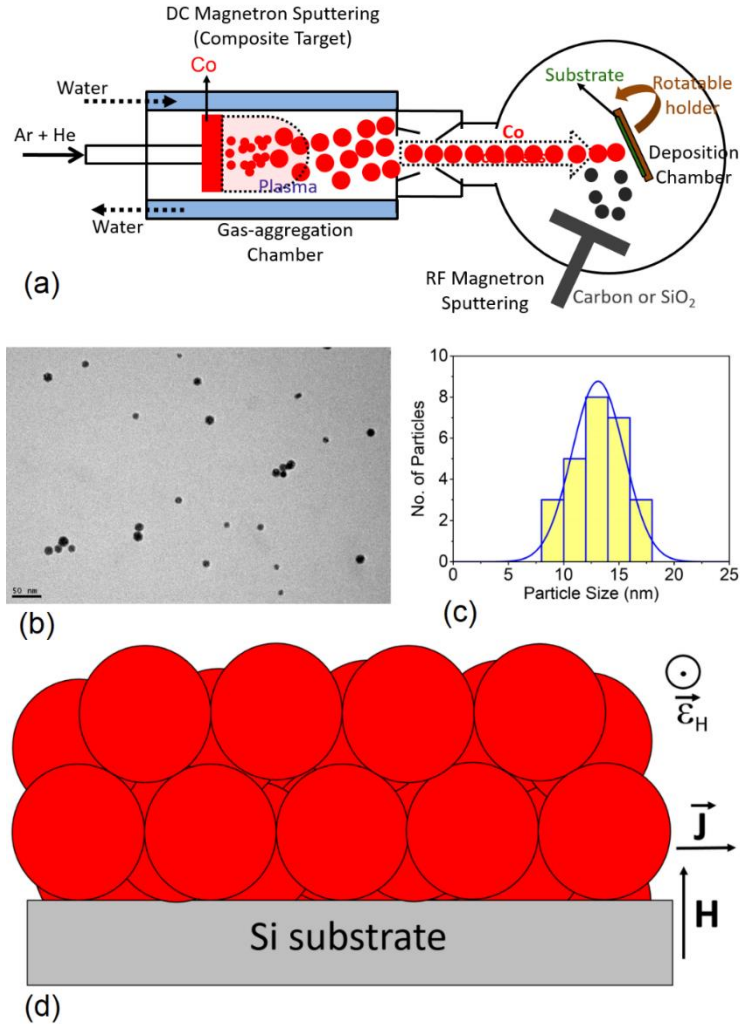 DC Magnetron Sputtering
(Composite Target)
Co
Water
Ar + He
Plasma
Water
Gas-aggregation
Chamber
Co
Substrate
Rotatable
holder
Deposition
Chamber
RF Magnetron
Sputtering
Carbon or SiO₂
(a)
50 nm
(b)
10
8
6
4
2
0
No. of Particles
0 5 10 15 20 25
Particle Size (nm)
(c)
ε⃗H
J⃗
H
Si substrate
(d)